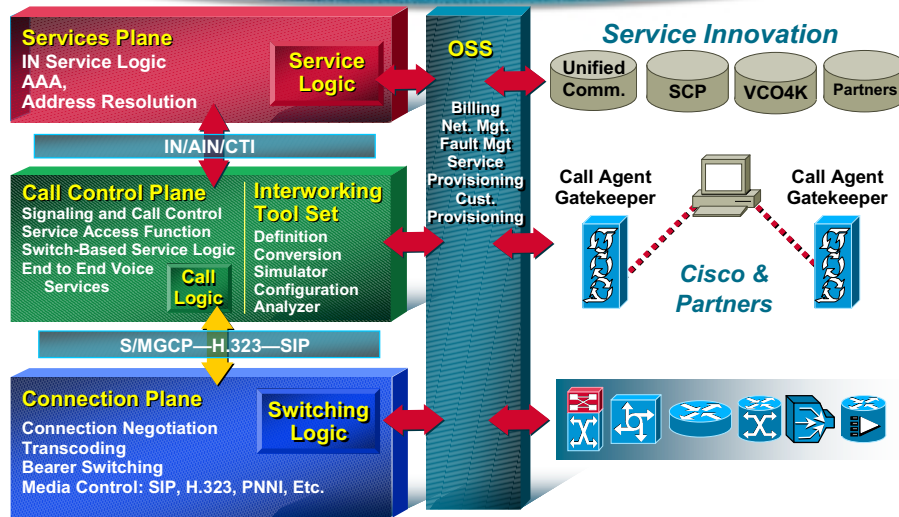 Services Plane
IN Service Logic
AAA,
Address Resolution
Service
Logic
IN/AIN/CTI
Call Control Plane
Signaling and Call Control
Service Access Function
Switch-Based Service Logic
End to End Voice
Services
Call
Logic
Interworking
Tool Set
Definition
Conversion
Simulator
Configuration
Analyzer
S/MGCP—H.323—SIP
Connection Plane
Connection Negotiation
Transcoding
Bearer Switching
Media Control: SIP, H.323, PNNI, Etc.
Switching
Logic
OSS
Billing
Net. Mgt.
Fault Mgt
Service
Provisioning
Cust.
Provisioning
Service Innovation
Unified
Comm.
SCP
VCO4K
Partners
Call Agent
Gatekeeper
Call Agent
Gatekeeper
Cisco &
Partners